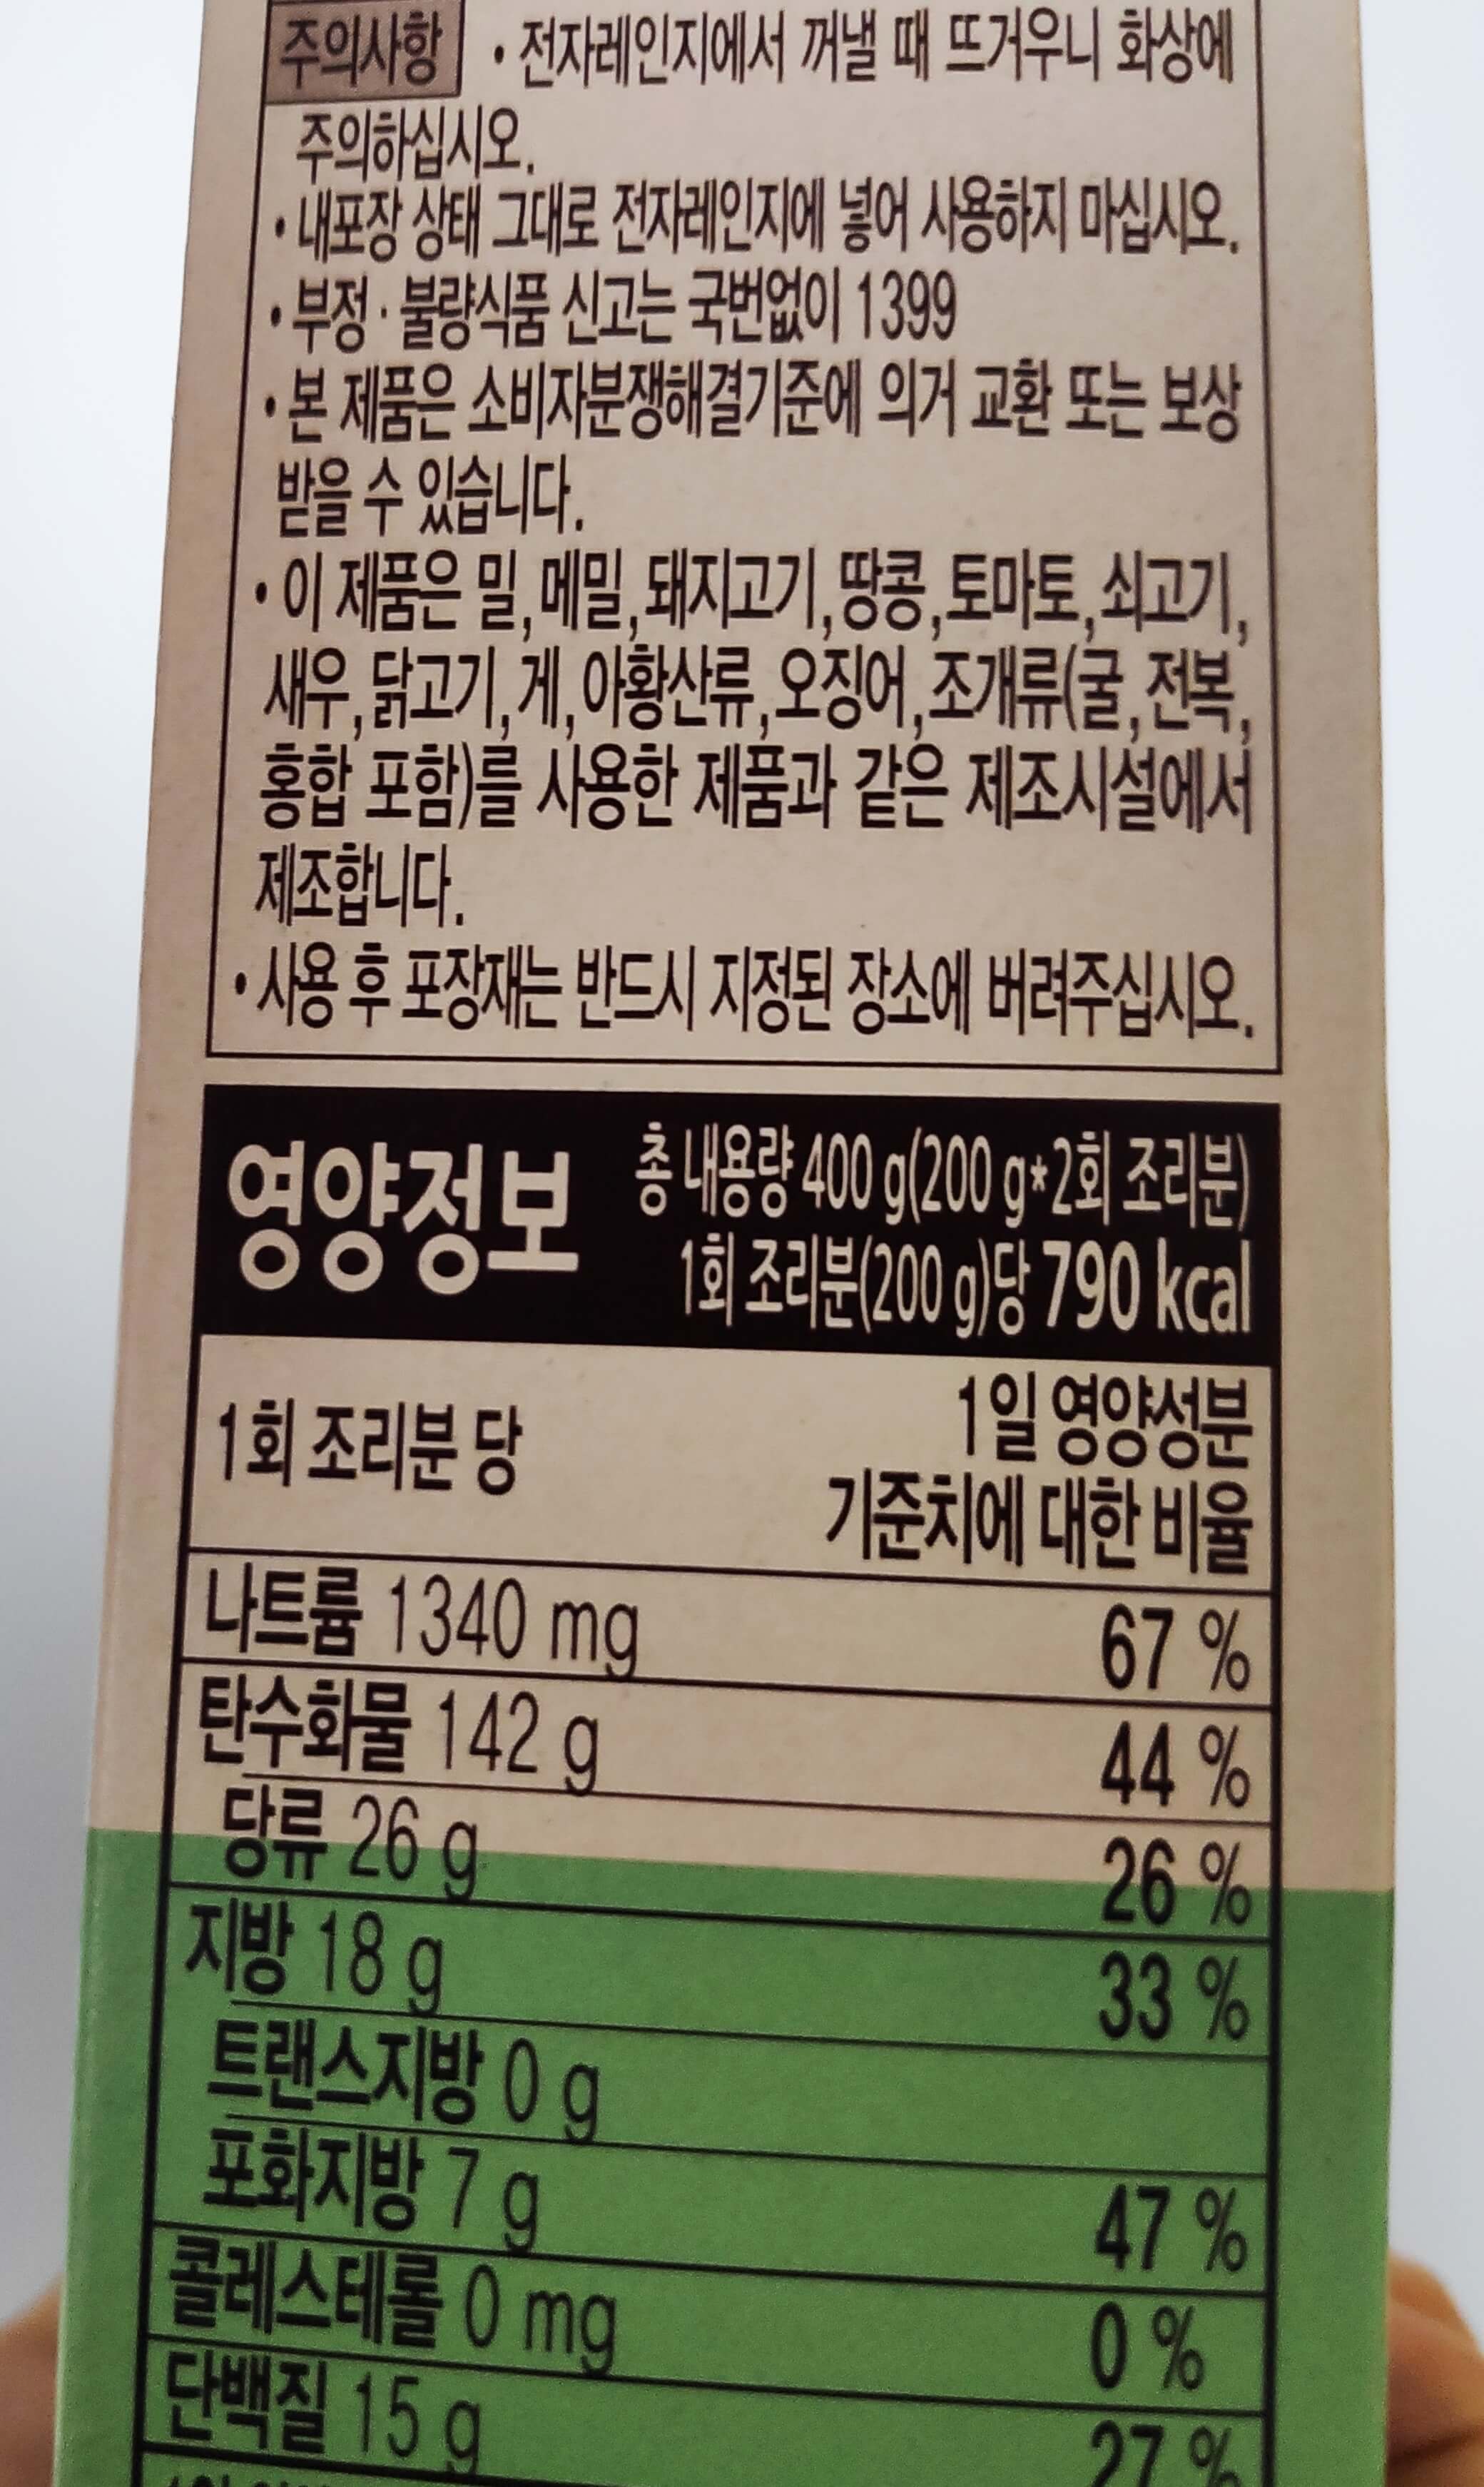 주의사항 • 전자레인지에서 꺼낼 때 뜨거우니 화상에
주의하십시오.
• 내포장 상태 그대로 전자레인지에 넣어 사용하지 마십시오.
• 부정·불량식품 신고는 국번없이 1399
• 본 제품은 소비자분쟁해결기준에 의거 교환 또는 보상
받을 수 있습니다.
• 이 제품은 밀, 메밀, 돼지고기, 땅콩, 토마토, 쇠고기,
새우, 닭고기, 게, 아황산류, 오징어, 조개류(굴, 전복,
홍합 포함)를 사용한 제품과 같은 제조시설에서
제조합니다.
• 사용 후 포장재는 반드시 지정된 장소에 버려주십시오.
영양정보
총 내용량 400 g(200 g*2회 조리분)
1회 조리분(200 g)당 790 kcal
1회 조리분 당
1일 영양성분
기준치에 대한 비율
나트륨 1340 mg 67 %
탄수화물 142 g 44 %
당류 26 g 26 %
지방 18 g 33 %
트랜스지방 0 g
포화지방 7 g 47 %
콜레스테롤 0 mg 0 %
단백질 15 g 27 %